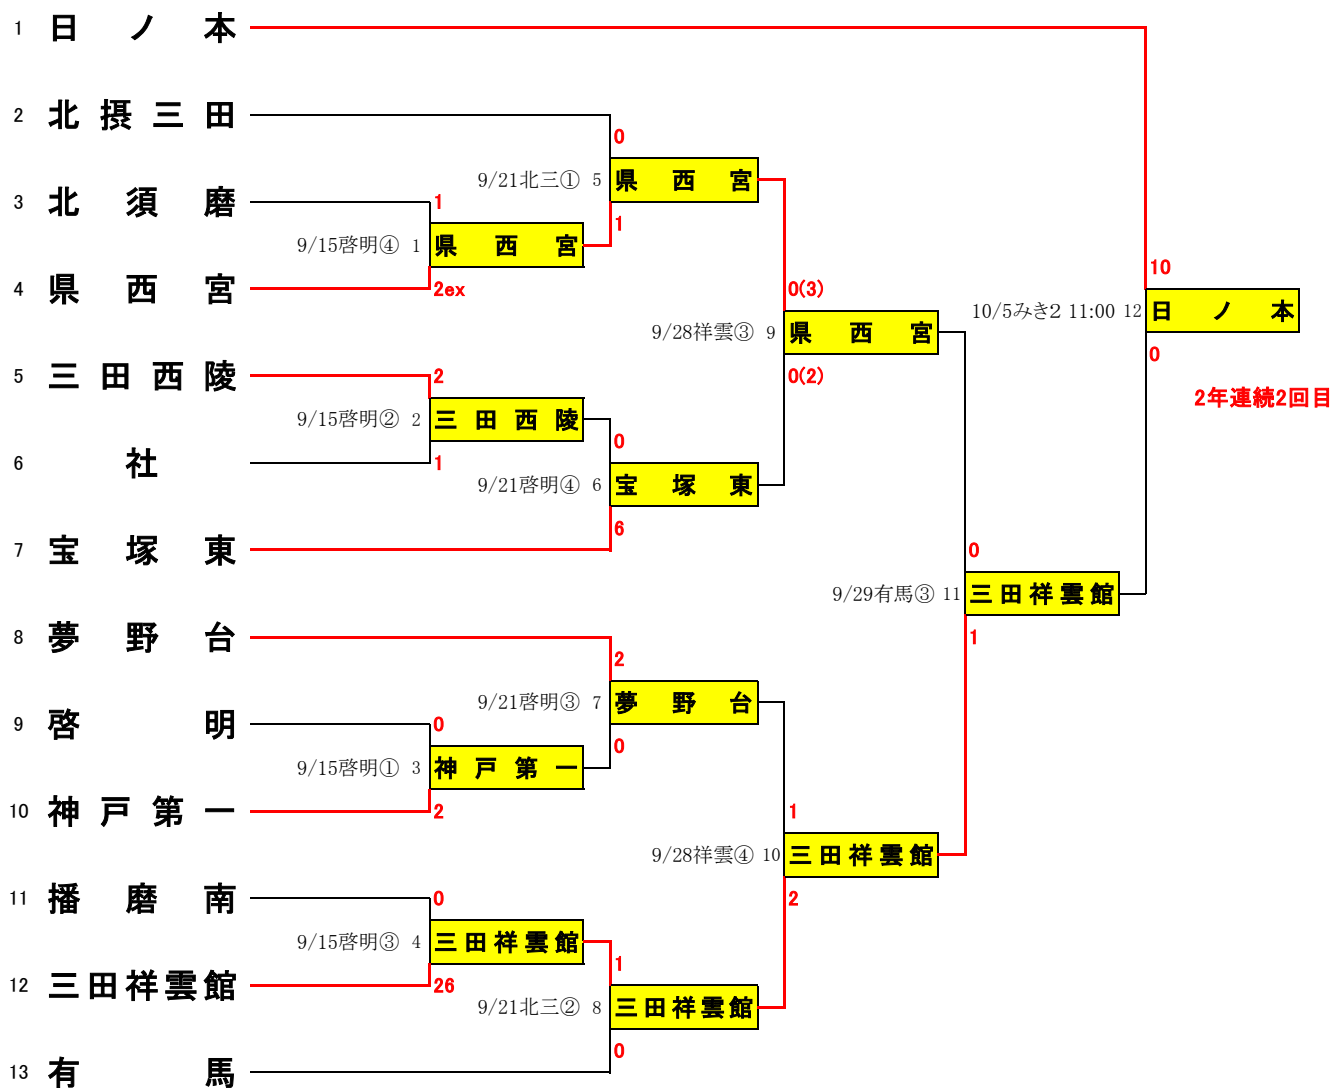 1 日ノ本
2 北摂三田
0
9/21北三① 5 県西宮
3 北須磨
1
1
9/15啓明④ 1 県西宮
4 県西宮
2ex
0(3)
10
10/5みき2 11:00 12 日ノ本
9/28祥雲③ 9 県西宮
0
5 三田西陵
2
0(2)
2年連続2回目
9/15啓明② 2 三田西陵
0
6 社
1
9/21啓明④ 6 宝塚東
6
7 宝塚東
0
9/29有馬③ 11 三田祥雲館
1
8 夢野台
2
9/21啓明③ 7 夢野台
9 啓明
0
0
9/15啓明① 3 神戸第一
10 神戸第一
2
1
9/28祥雲④ 10 三田祥雲館
2
11 播磨南
0
9/15啓明③ 4 三田祥雲館
1
12 三田祥雲館
26
9/21北三② 8 三田祥雲館
0
13 有馬